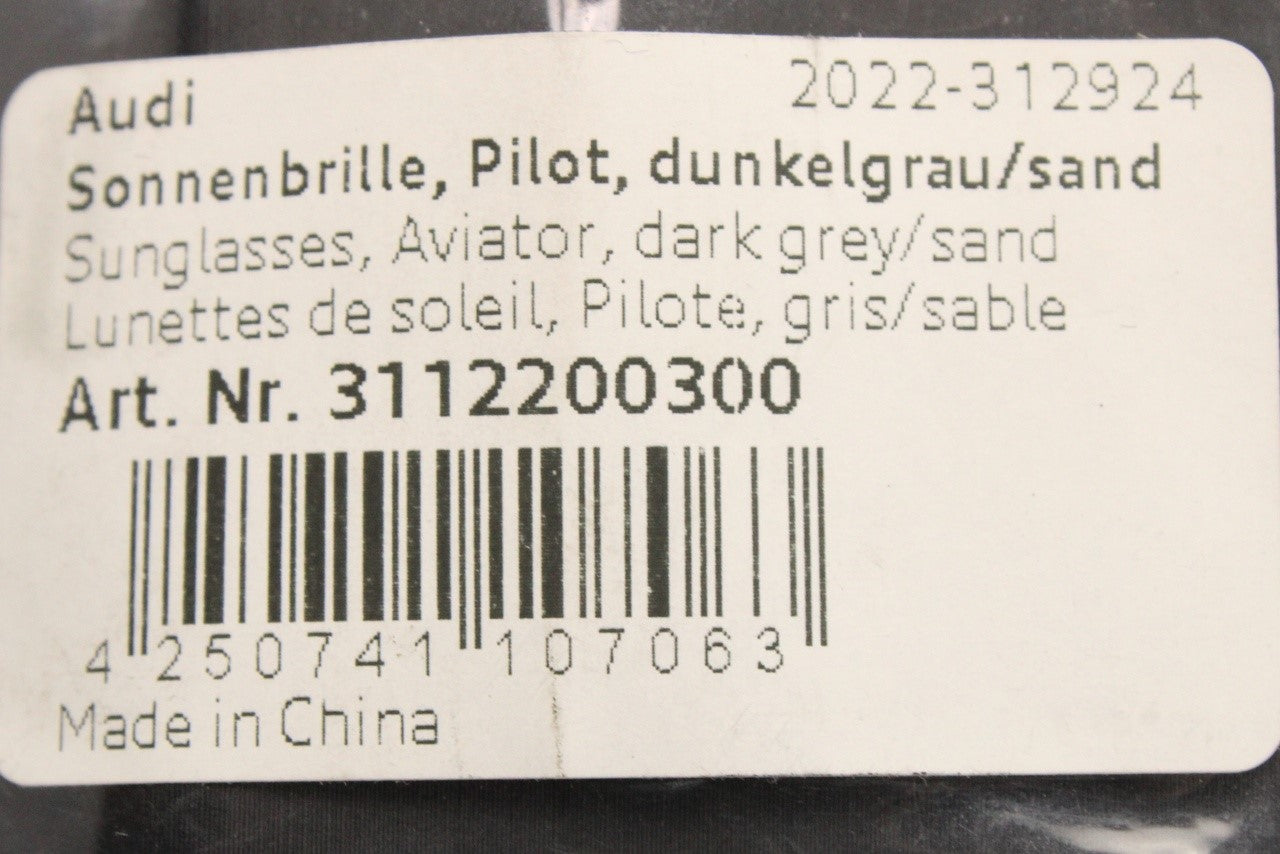 Audi 2022-312924
Sonnenbrille, Pilot, dunkelgrau/sand
Sunglasses, Aviator, dark grey/sand
Lunettes de soleil, Pilote, gris/sable
Art. Nr. 3112200300
4 250741 107063
Made in China